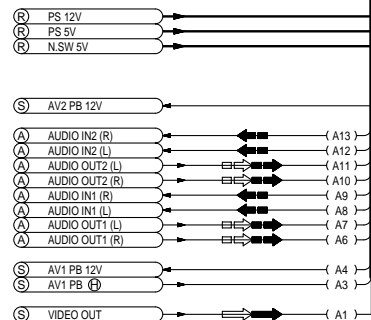 R PS 12V
R PS 5V
R N.SW 5V
S AV2 PB 12V
A AUDIO IN2 (R) A13
A AUDIO IN2 (L) A12
A AUDIO OUT2 (L) A11
A AUDIO OUT2 (R) A10
A AUDIO IN1 (R) A9
A AUDIO IN1 (L) A8
A AUDIO OUT1 (L) A7
A AUDIO OUT1 (R) A6
S AV1 PB 12V A4
S AV1 PB H A3
S VIDEO OUT A1